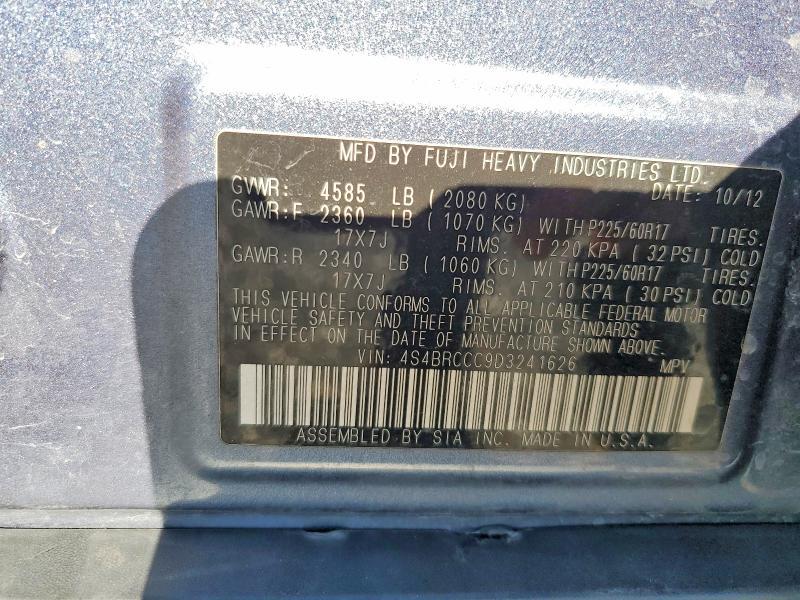 MFD BY FUJI HEAVY INDUSTRIES LTD.
GVWR: 4585 LB ( 2080 KG) DATE: 10/12
GAWR:F 2360 LB ( 1070 KG) WITH P225/60R17 TIRES.
17X7J RIMS. AT 220 KPA ( 32 PSI) COLD
GAWR:R 2340 LB ( 1060 KG) WITH P225/60R17 TIRES.
17X7J RIMS. AT 210 KPA ( 30 PSI) COLD
THIS VEHICLE CONFORMS TO ALL APPLICABLE FEDERAL MOTOR
VEHICLE SAFETY AND THEFT PREVENTION STANDARDS
IN EFFECT ON THE DATE OF MANUFACTURE SHOWN ABOVE.
VIN: 4S4BRCCC9D3241626 MPV
ASSEMBLED BY SIA INC. MADE IN U.S.A.